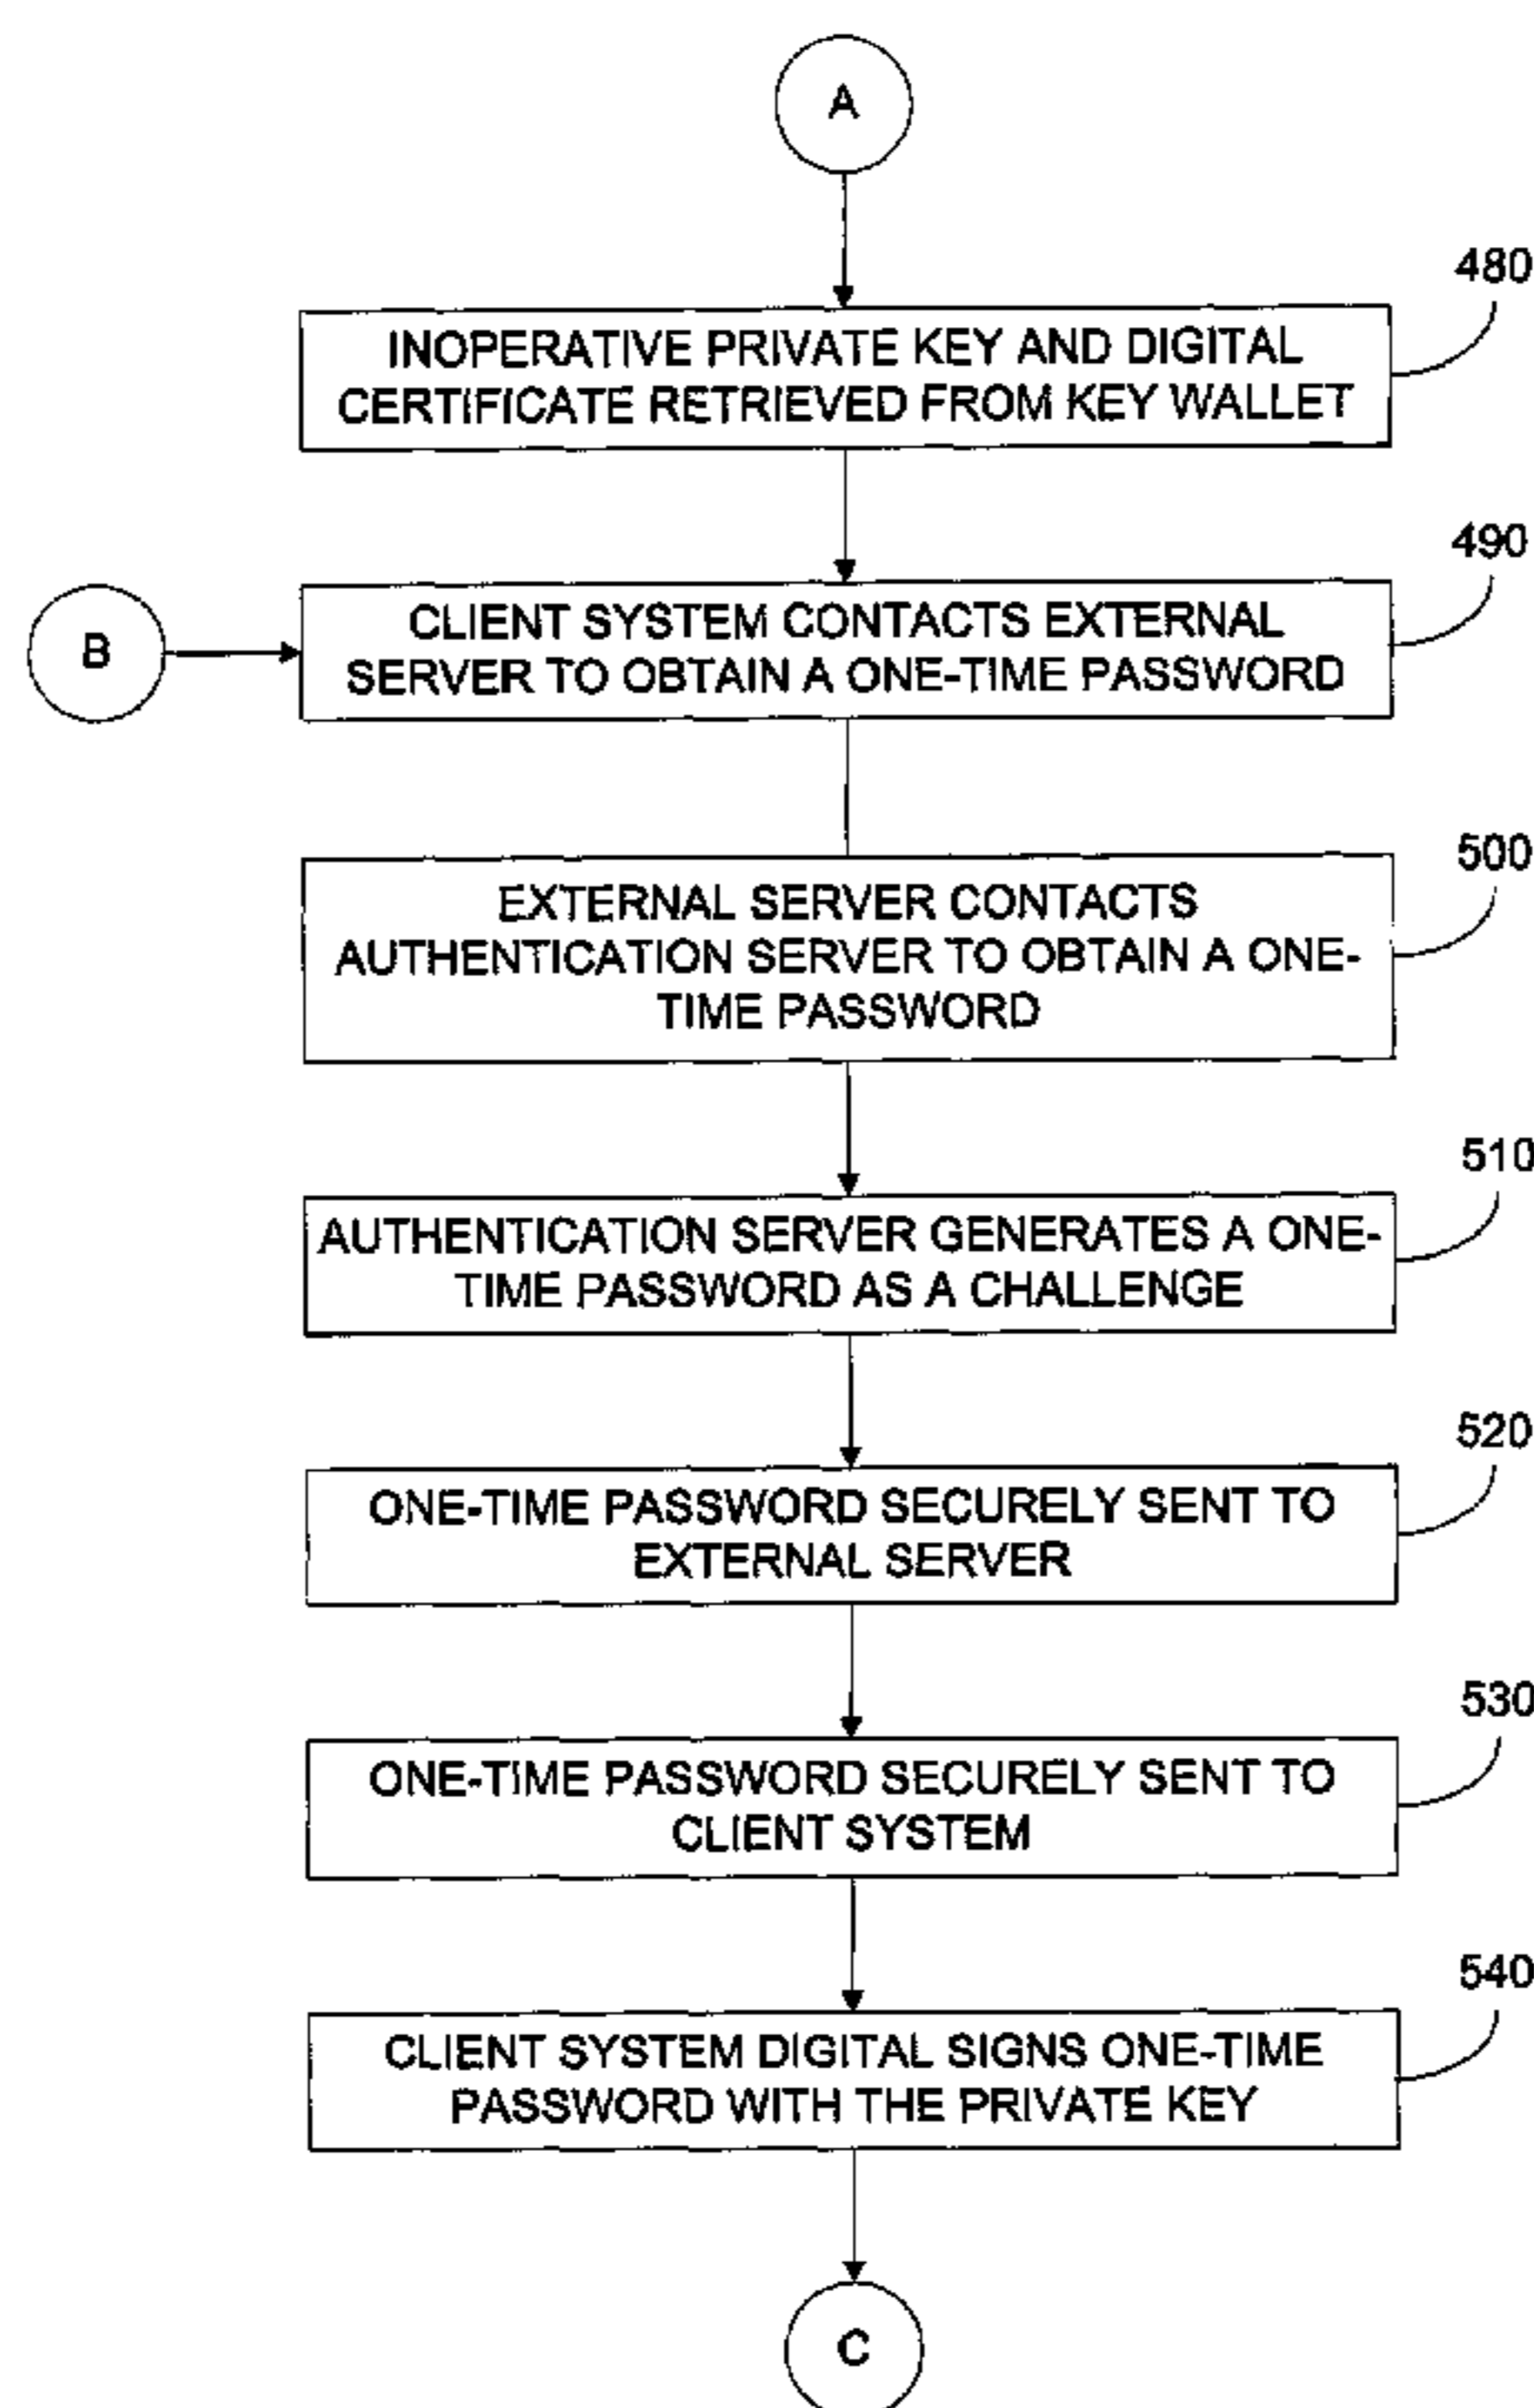 A
480
INOPERATIVE PRIVATE KEY AND DIGITAL
CERTIFICATE RETRIEVED FROM KEY WALLET
490
B
CLIENT SYSTEM CONTACTS EXTERNAL
SERVER TO OBTAIN A ONE-TIME PASSWORD
500
EXTERNAL SERVER CONTACTS
AUTHENTICATION SERVER TO OBTAIN A ONE-
TIME PASSWORD
510
AUTHENTICATION SERVER GENERATES A ONE-
TIME PASSWORD AS A CHALLENGE
520
ONE-TIME PASSWORD SECURELY SENT TO
EXTERNAL SERVER
530
ONE-TIME PASSWORD SECURELY SENT TO
CLIENT SYSTEM
540
CLIENT SYSTEM DIGITAL SIGNS ONE-TIME
PASSWORD WITH THE PRIVATE KEY
C